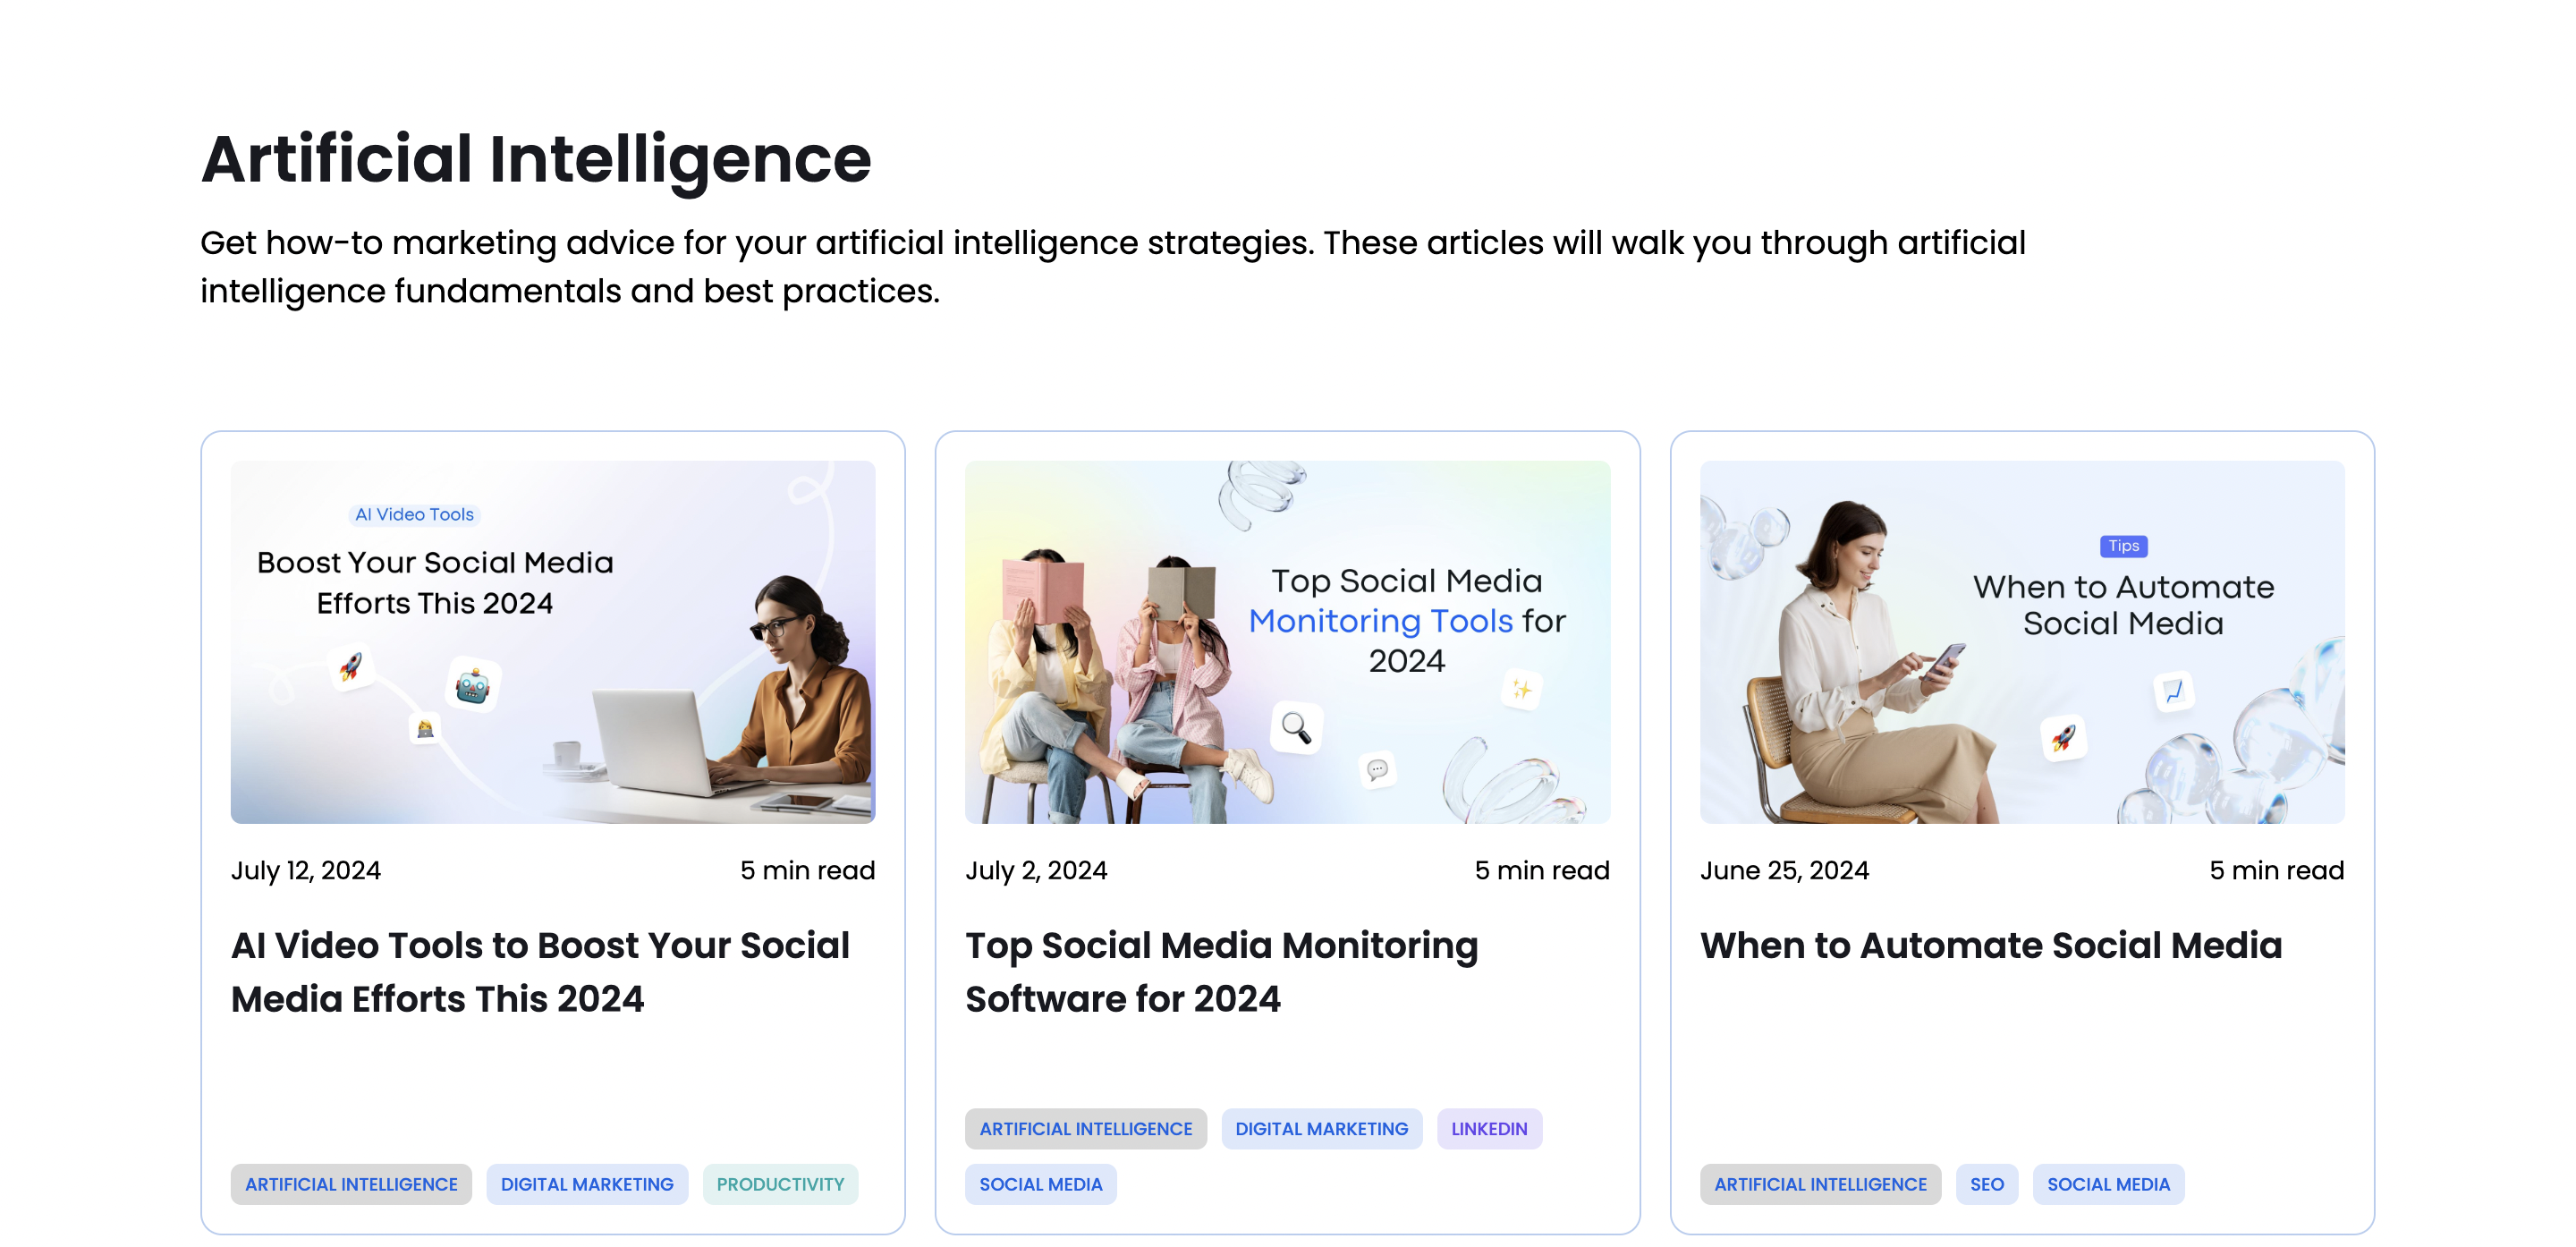 Artificial Intelligence
Get how-to marketing advice for your artificial intelligence strategies. These articles will walk you through artificial
intelligence fundamentals and best practices.
AI Video Tools
Boost Your Social Media
Efforts This 2024
July 12, 2024
5 min read
AI Video Tools to Boost Your Social
Media Efforts This 2024
ARTIFICIAL INTELLIGENCE
DIGITAL MARKETING
PRODUCTIVITY
Top Social Media
Monitoring Tools for
2024
July 2, 2024
5 min read
Top Social Media Monitoring
Software for 2024
ARTIFICIAL INTELLIGENCE
DIGITAL MARKETING
LINKEDIN
SOCIAL MEDIA
Tips
When to Automate
Social Media
June 25, 2024
5 min read
When to Automate Social Media
ARTIFICIAL INTELLIGENCE
SEO
SOCIAL MEDIA